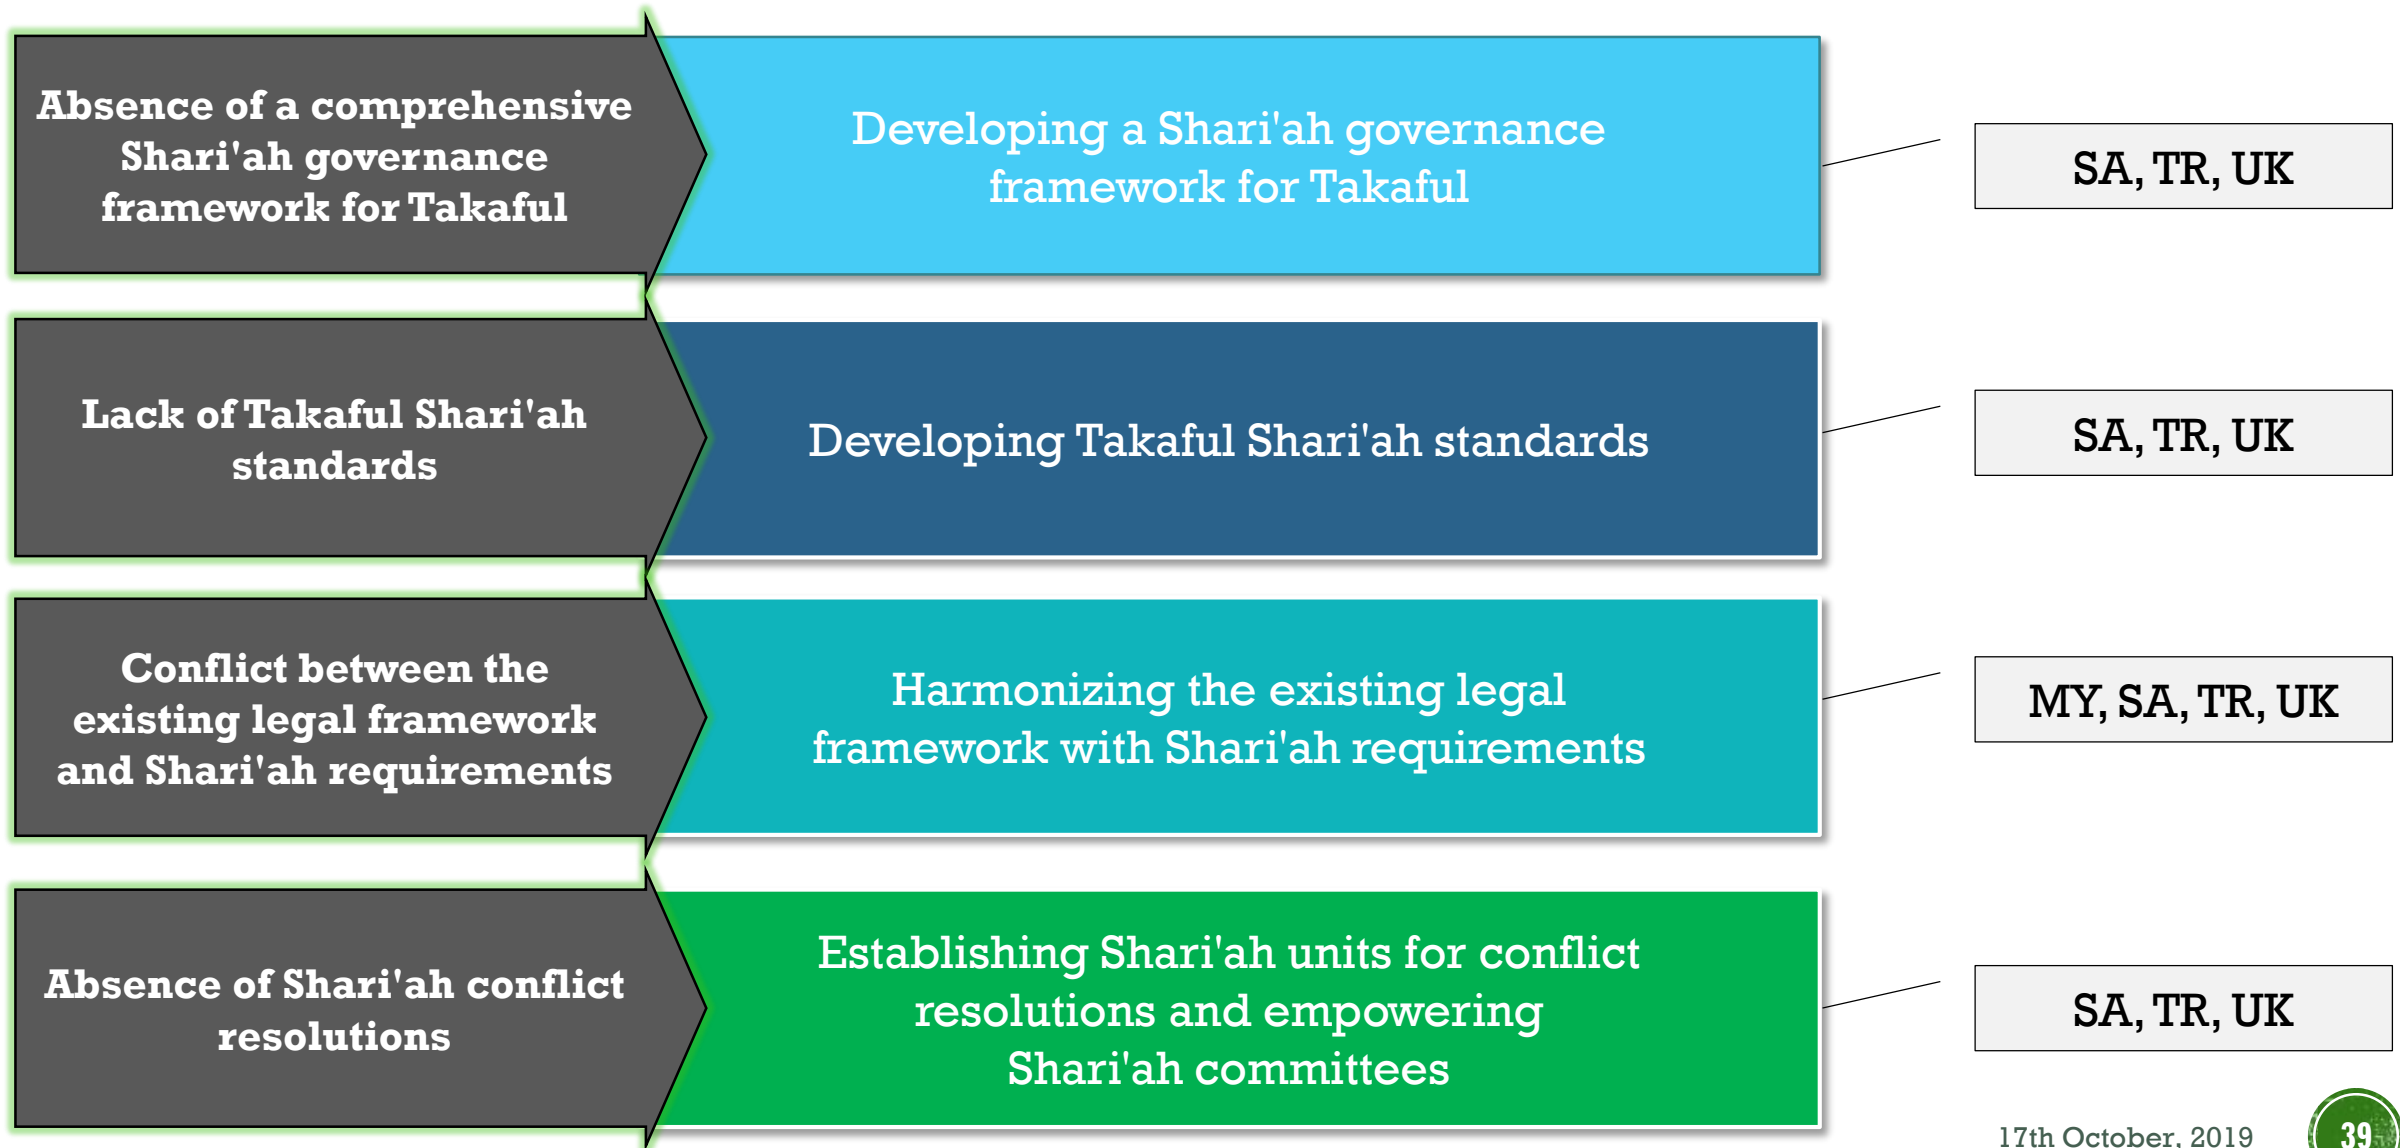 Absence of a comprehensive
Shari'ah governance
framework for Takaful
Developing a Shari'ah governance
framework for Takaful
SA, TR, UK
Lack of Takaful Shari'ah
standards
Developing Takaful Shari'ah standards
SA, TR, UK
Conflict between the
existing legal framework
and Shari'ah requirements
Harmonizing the existing legal
framework with Shari'ah requirements
MY, SA, TR, UK
Absence of Shari'ah conflict
resolutions
Establishing Shari'ah units for conflict
resolutions and empowering
Shari'ah committees
SA, TR, UK
17th October, 2019
39